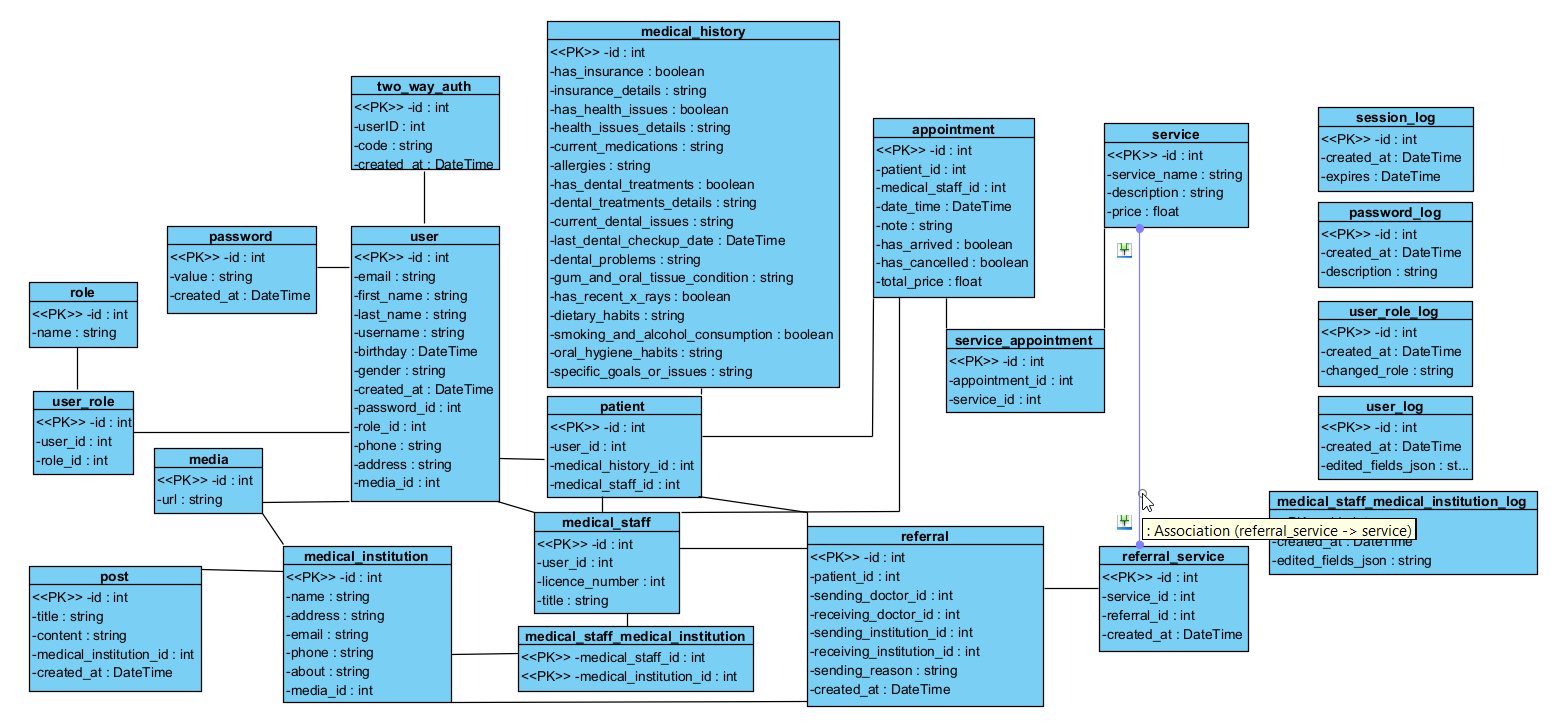 medical_history
<<PK>> -id : int
-has_insurance : boolean
-insurance_details : string
-has_health_issues : boolean
-health_issues_details : string
-current_medications : string
-allergies : string
-has_dental_treatments : boolean
-dental_treatments_details : string
-current_dental_issues : string
-last_dental_checkup_date : DateTime
-dental_problems : string
-gum_and_oral_tissue_condition : string
-has_recent_x_rays : boolean
-dietary_habits : string
-smoking_and_alcohol_consumption : boolean
-oral_hygiene_habits : string
-specific_goals_or_issues : string
two_way_auth
<<PK>> -id : int
-userID : int
-code : string
-created_at : DateTime
appointment
<<PK>> -id : int
-patient_id : int
-medical_staff_id : int
-date_time : DateTime
-note : string
-has_arrived : boolean
-has_cancelled : boolean
-total_price : float
service
<<PK>> -id : int
-service_name : string
-description : string
-price : float
session_log
<<PK>> -id : int
-created_at : DateTime
-expires : DateTime
password_log
<<PK>> -id : int
-created_at : DateTime
-description : string
password
<<PK>> -id : int
-value : string
-created_at : DateTime
user
<<PK>> -id : int
-email : string
-first_name : string
-last_name : string
-username : string
-birthday : DateTime
-gender : string
-created_at : DateTime
-password_id : int
-role_id : int
-phone : string
-address : string
-media_id : int
role
<<PK>> -id : int
-name : string
user_role_log
<<PK>> -id : int
-created_at : DateTime
-changed_role : string
service_appointment
<<PK>> -id : int
-appointment_id : int
-service_id : int
user_role
<<PK>> -id : int
-user_id : int
-role_id : int
patient
<<PK>> -id : int
-user_id : int
-medical_history_id : int
-medical_staff_id : int
user_log
<<PK>> -id : int
-created_at : DateTime
-edited_fields_json : st...
media
<<PK>> -id : int
-url : string
medical_staff_medical_institution_log
-created_at : DateTime
-edited_fields_json : string
: Association (referral_service -> service)
medical_staff
<<PK>> -id : int
-user_id : int
-licence_number : int
-title : string
referral
<<PK>> -id : int
-patient_id : int
-sending_doctor_id : int
-receiving_doctor_id : int
-sending_institution_id : int
-receiving_institution_id : int
-sending_reason : string
-created_at : DateTime
referral_service
<<PK>> -id : int
-service_id : int
-referral_id : int
-created_at : DateTime
medical_institution
<<PK>> -id : int
-name : string
-address : string
-email : string
-phone : string
-about : string
-media_id : int
post
<<PK>> -id : int
-title : string
-content : string
-medical_institution_id : int
-created_at : DateTime
medical_staff_medical_institution
<<PK>> -medical_staff_id : int
<<PK>> -medical_institution_id : int